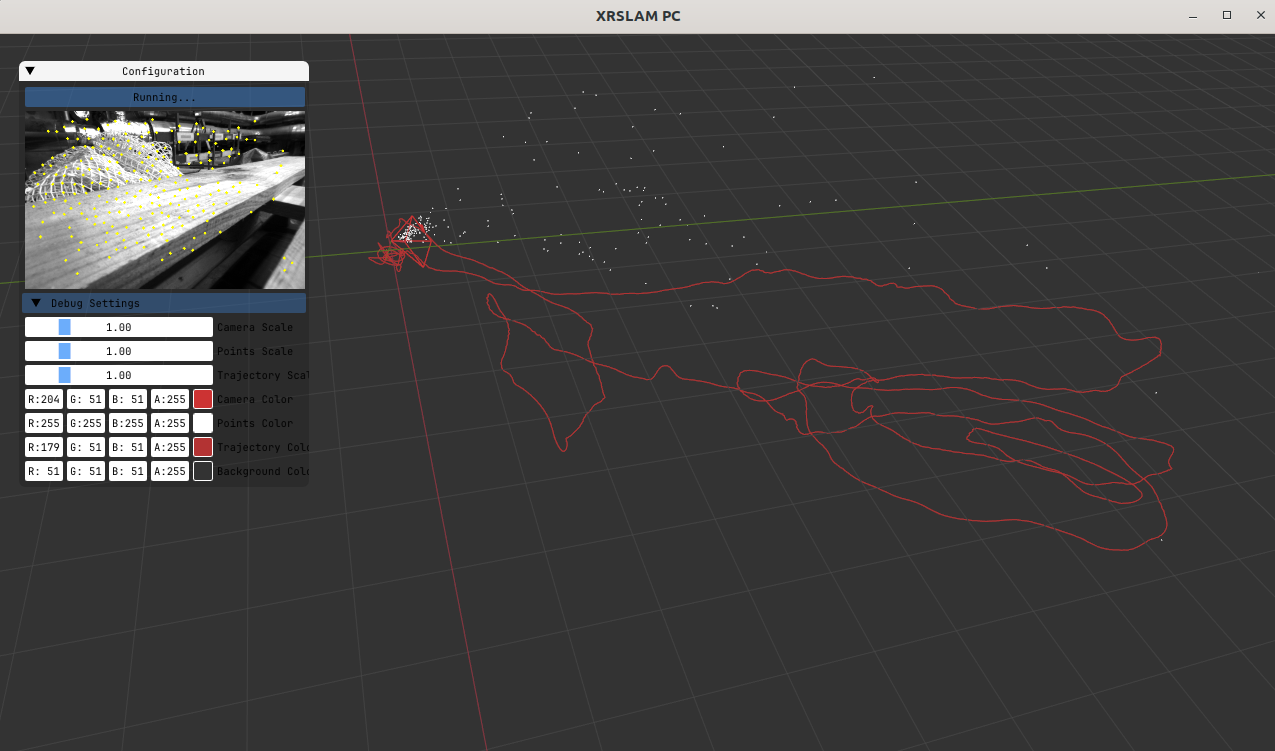 XRSLAM PC
Configuration
Running...
Debug Settings
1.00 Camera Scale
1.00 Points Scale
1.00 Trajectory Scal
R:204 G: 51 B: 51 A:255 Camera Color
R:255 G:255 B:255 A:255 Points Color
R:179 G: 51 B: 51 A:255 Trajectory Colo
R: 51 G: 51 B: 51 A:255 Background Colo